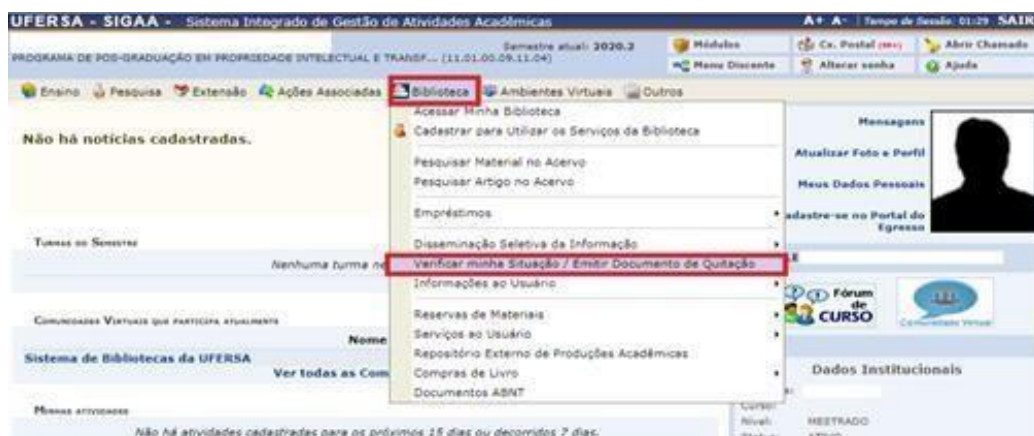 UFERSA - SIGAA - Sistema Integrado de Gestão de Atividades Acadêmicas
A+ A- | Tempo de Sessão: 01:29 SAIR
Semestre atual: 2020.2
Módulos
Cx. Postal
Abrir Chamado
PROGRAMA DE PÓS-GRADUAÇÃO EM PROPRIEDADE INTELECTUAL E TRANSF... (11.01.00.09.11.04)
Menu Discente
Alterar senha
Ajuda
Ensino Pesquisa Extensão Ações Associadas Biblioteca Ambientes Virtuais Outros
Acessar Minha Biblioteca
Cadastrar para Utilizar os Serviços da Biblioteca
Pesquisar Material no Acervo
Pesquisar Artigo no Acervo
Empréstimos
Disseminação Seletiva da Informação
Verificar minha Situação / Emitir Documento de Quitação
Informações ao Usuário
Reservas de Materiais
Serviços ao Usuário
Repositório Externo de Produções Acadêmicas
Compras de Livro
Documentos ABNT
Não há notícias cadastradas.
Turmas do Semestre
Nenhuma turma
Comunidades Virtuais que participa atualmente
Nome
Sistema de Bibliotecas da UFERSA
Ver todas as Com
Minhas atividades
Não há atividades cadastradas para os próximos 15 dias ou decorridos 7 dias.
Mensagens
Atualizar Foto e Perfil
Meus Dados Pessoais
adastre-se no Portal do
Egresso
Fórum
de
CURSO
Comunidade Virtual
Dados Institucionais
Curso:
Nível: MESTRADO
Status: ATIVO